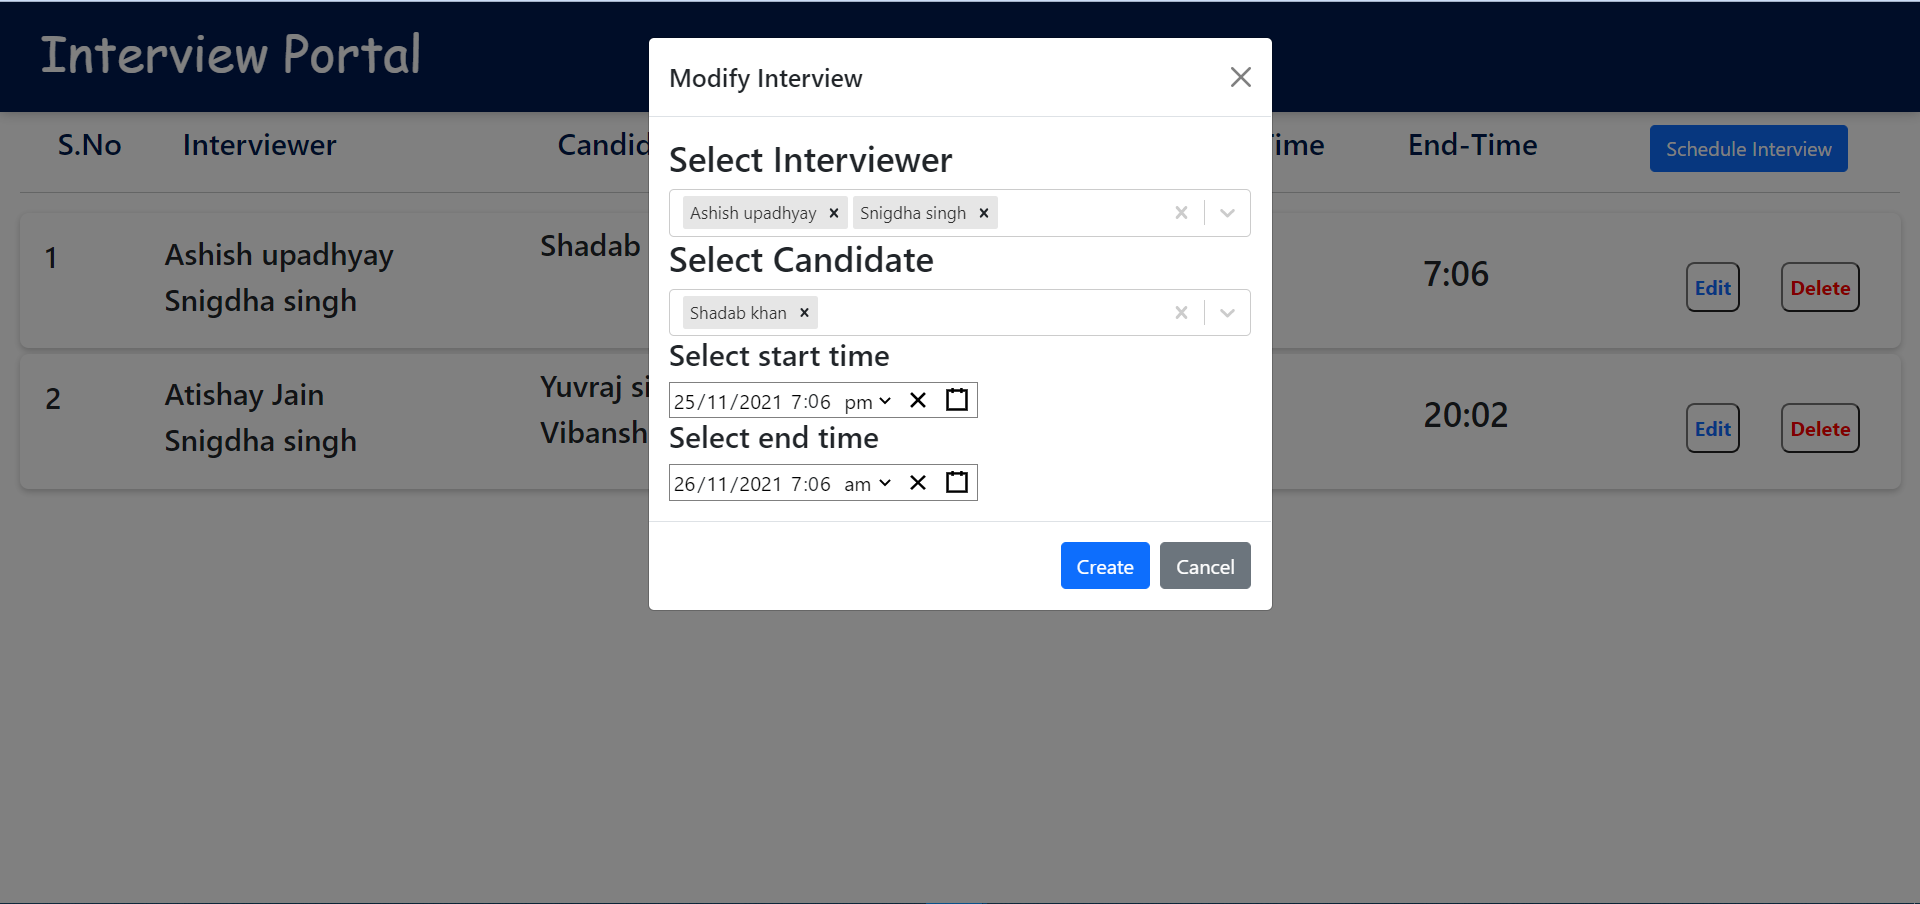 Interview Portal
Modify Interview
S.No Interviewer End-Time Schedule Interview
Select Interviewer
Ashish upadhyay Snigdha singh
1 Ashish upadhyay Shadab 7:06 Edit Delete
Snigdha singh
Select Candidate
Shadab khan
Select start time
25/11/2021 7:06 pm
2 Atishay Jain Yuvraj 20:02 Edit Delete
Snigdha singh Vibansh
Select end time
26/11/2021 7:06 am
Create Cancel